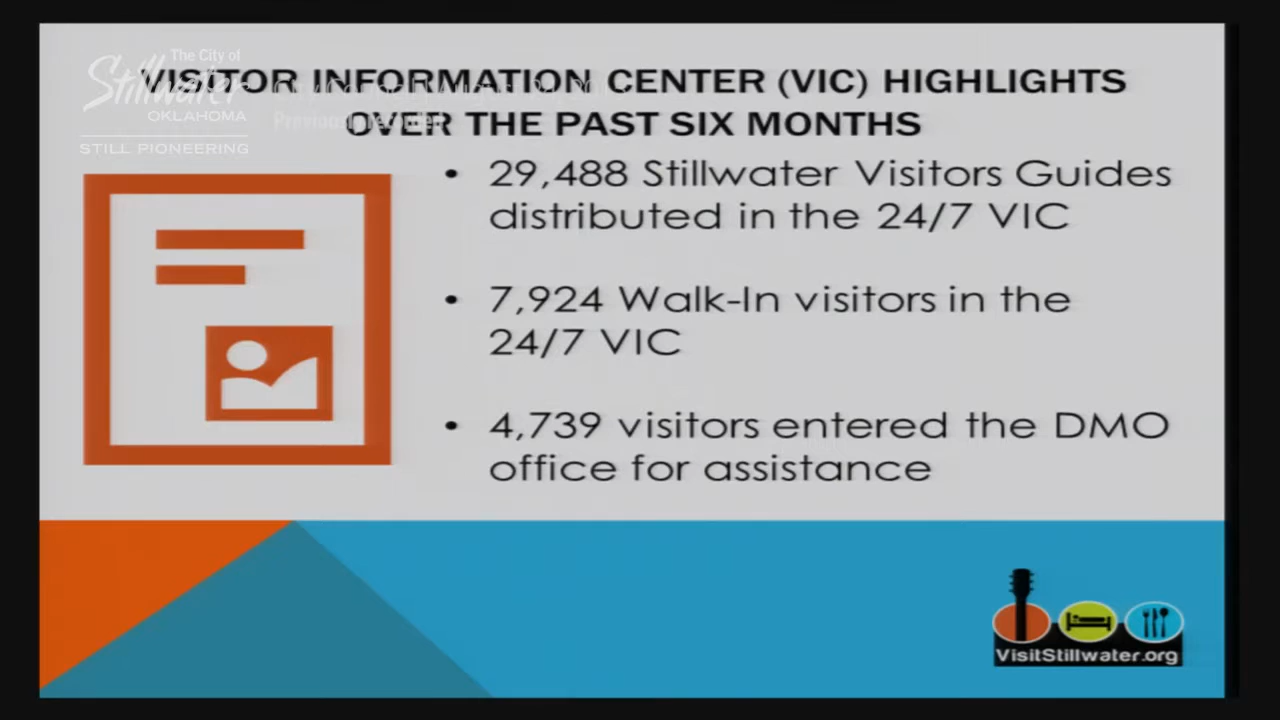 The City of
Stillwater
OKLAHOMA
STILL PIONEERING
Previously recorded
VISITOR INFORMATION CENTER (VIC) HIGHLIGHTS
OVER THE PAST SIX MONTHS
• 29,488 Stillwater Visitors Guides
distributed in the 24/7 VIC
• 7,924 Walk-In visitors in the
24/7 VIC
• 4,739 visitors entered the DMO
office for assistance
VisitStillwater.org